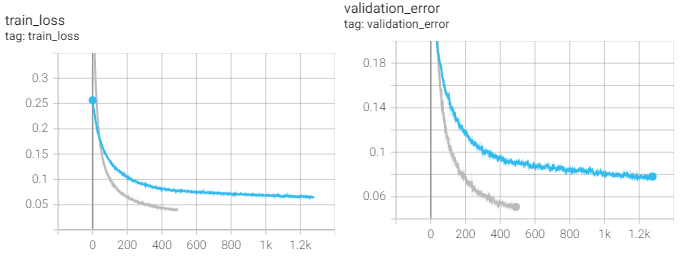 train_loss
tag: train_loss
0.3
0.25
0.2
0.15
0.1
0.05
0 200 400 600 800 1k 1.2k
validation_error
tag: validation_error
0.18
0.14
0.1
0.06
0 200 400 600 800 1k 1.2k